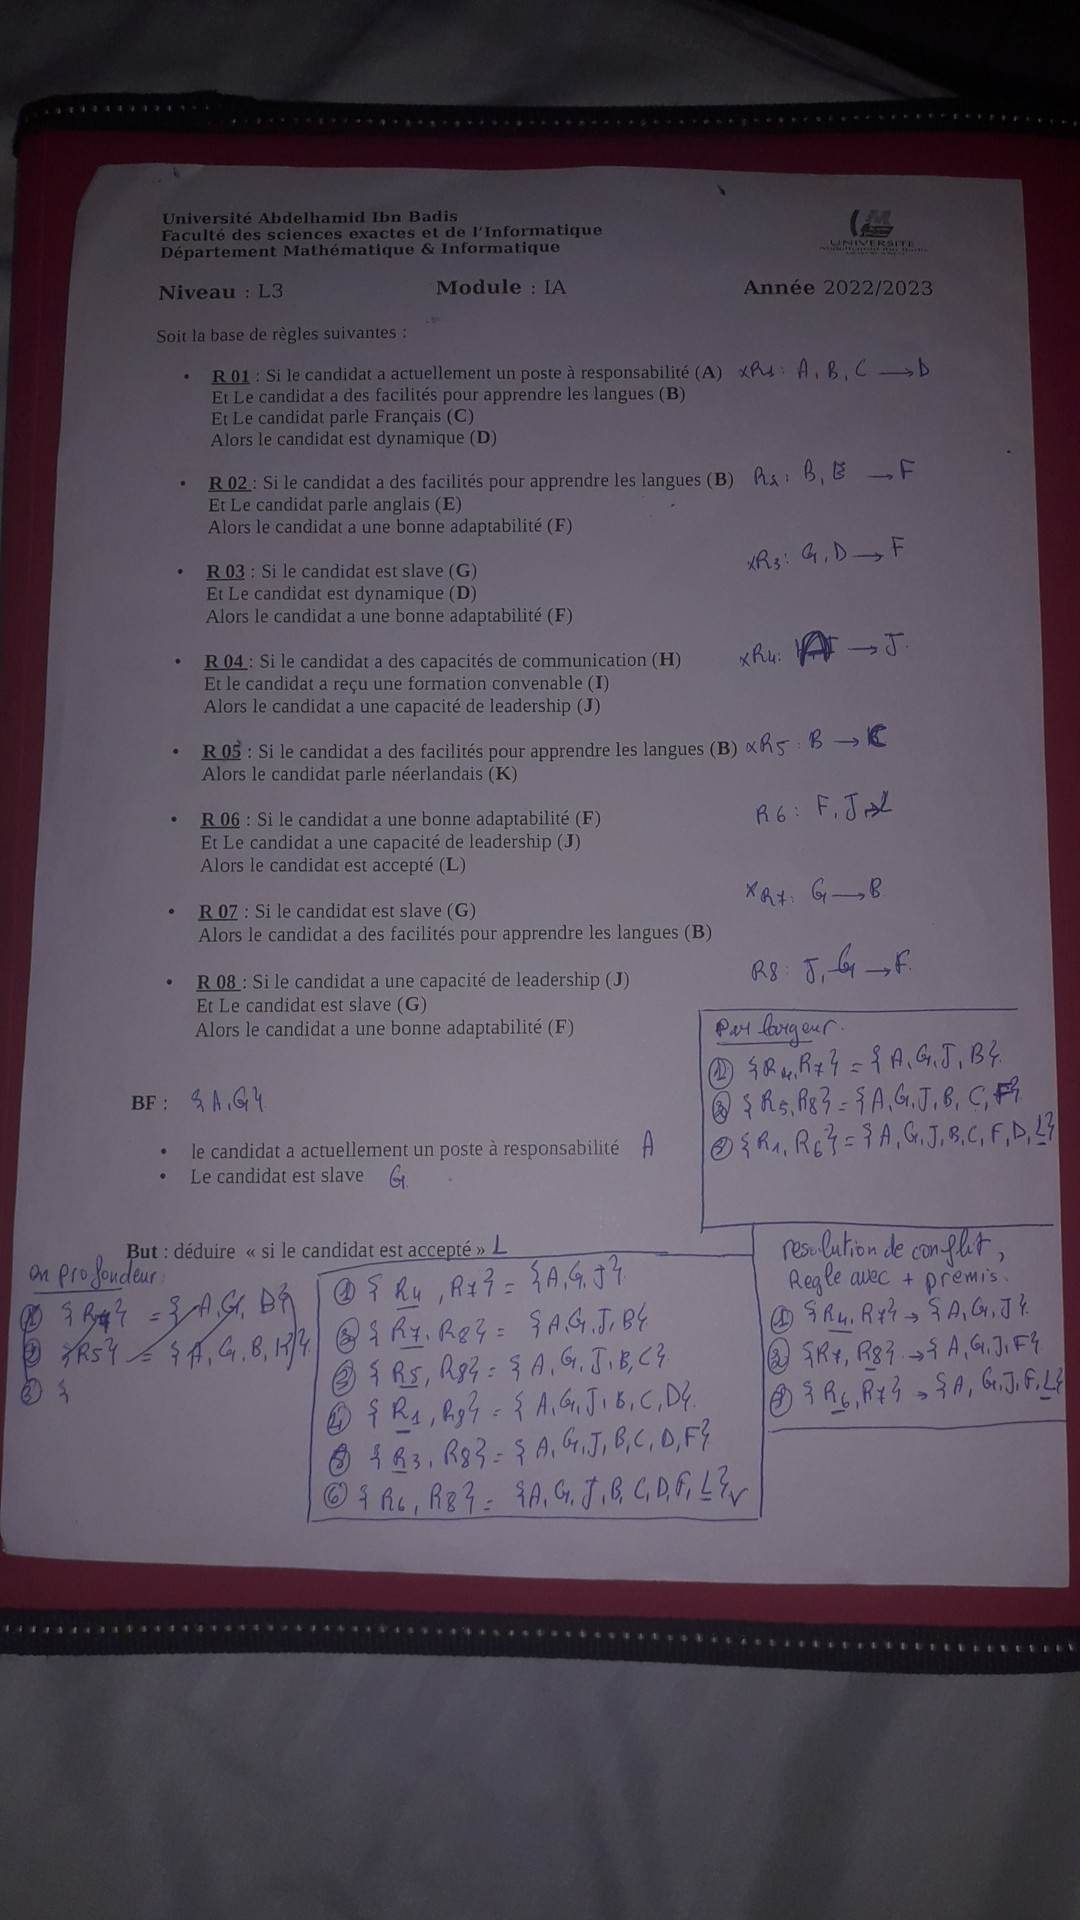 Université Abdelhamid Ibn Badis
Faculté des sciences exactes et de l'Informatique
Département Mathématique & Informatique
UNIVERSITE
Niveau : L3 Module : IA Année 2022/2023
Soit la base de règles suivantes :
• R 01 : Si le candidat a actuellement un poste à responsabilité (A) xR1: A, B, C → D
Et Le candidat a des facilités pour apprendre les langues (B)
Et Le candidat parle Français (C)
Alors le candidat est dynamique (D)
• R 02 : Si le candidat a des facilités pour apprendre les langues (B) R2: B, E → F
Et Le candidat parle anglais (E)
Alors le candidat a une bonne adaptabilité (F)
• R 03 : Si le candidat est slave (G) xR3: G, D → F
Et Le candidat est dynamique (D)
Alors le candidat a une bonne adaptabilité (F)
• R 04 : Si le candidat a des capacités de communication (H) xR4: A → J.
Et le candidat a reçu une formation convenable (I)
Alors le candidat a une capacité de leadership (J)
• R 05 : Si le candidat a des facilités pour apprendre les langues (B) xR5: B → C
Alors le candidat parle néerlandais (K)
• R 06 : Si le candidat a une bonne adaptabilité (F) R6: F, J → L
Et Le candidat a une capacité de leadership (J)
Alors le candidat est accepté (L)
• R 07 : Si le candidat est slave (G) xR7: G → B
Alors le candidat a des facilités pour apprendre les langues (B)
• R 08 : Si le candidat a une capacité de leadership (J) R8: J, G → F.
Et Le candidat est slave (G)
Alors le candidat a une bonne adaptabilité (F)
Par largeur.
① {R4, R7} = {A, G, J, B}.
② {R5, R8} = {A, G, J, B, C, F}
③ {R1, R6} = {A, G, J, B, C, F, D, L}
BF : {A, G}
• le candidat a actuellement un poste à responsabilité A
• Le candidat est slave G.
But : déduire « si le candidat est accepté » L
en profondeur:
① {R7} = {A, G, B}
② {R5} = {A, G, B, K}
③ {
① {R4, R7} = {A, G, J}.
② {R7, R8} = {A, G, J, B}
③ {R5, R8} = {A, G, J, B, C}.
④ {R1, R8} = {A, G, J, B, C, D}.
⑤ {R3, R8} = {A, G, J, B, C, D, F}
⑥ {R6, R8} = {A, G, J, B, C, D, F, L} ✓
resolution de conflit,
Regle avec + premis.
① {R4, R7} → {A, G, J}.
② {R7, R8} → {A, G, J, F}
③ {R6, R7} → {A, G, J, F, L}